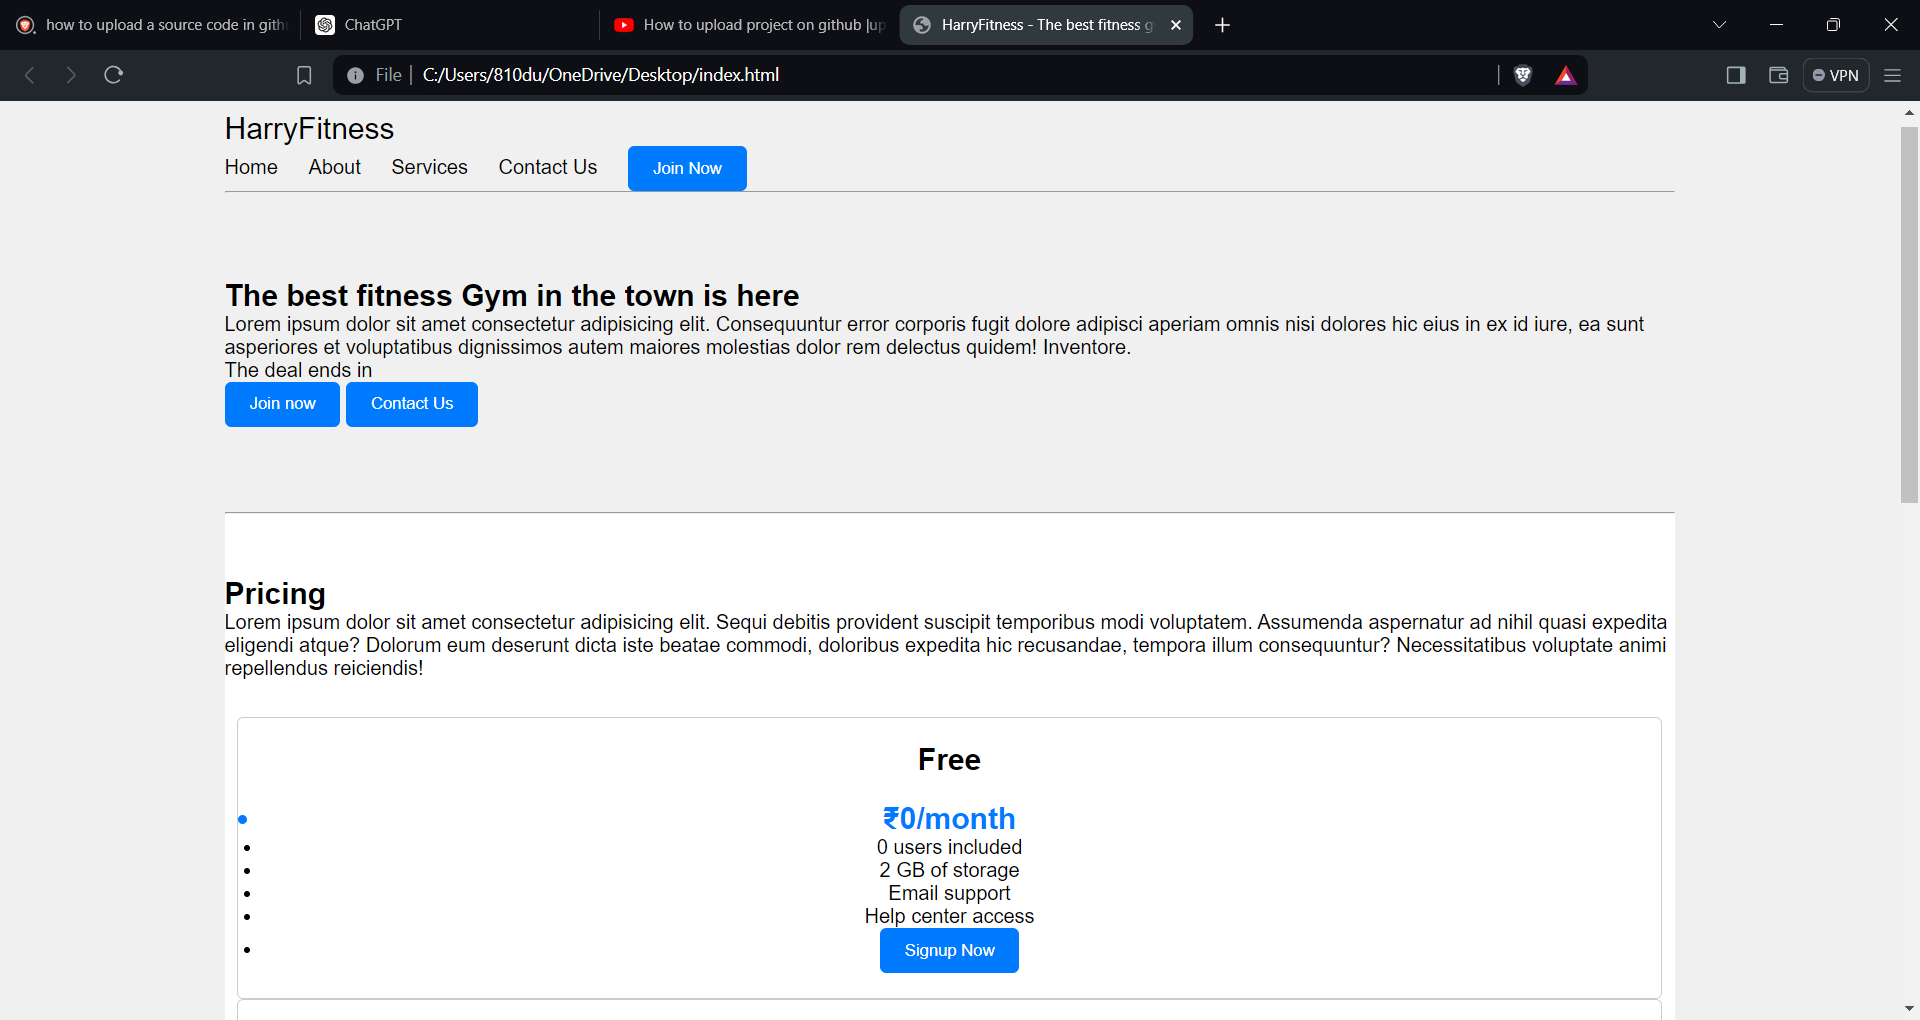 how to upload a source code in gith
ChatGPT
How to upload project on github |up
HarryFitness - The best fitness g
File
C:/Users/810du/OneDrive/Desktop/index.html
VPN
HarryFitness
Home About Services Contact Us Join Now
The best fitness Gym in the town is here
Lorem ipsum dolor sit amet consectetur adipisicing elit. Consequuntur error corporis fugit dolore adipisci aperiam omnis nisi dolores hic eius in ex id iure, ea sunt
asperiores et voluptatibus dignissimos autem maiores molestias dolor rem delectus quidem! Inventore.
The deal ends in
Join now Contact Us
Pricing
Lorem ipsum dolor sit amet consectetur adipisicing elit. Sequi debitis provident suscipit temporibus modi voluptatem. Assumenda aspernatur ad nihil quasi expedita
eligendi atque? Dolorum eum deserunt dicta iste beatae commodi, doloribus expedita hic recusandae, tempora illum consequuntur? Necessitatibus voluptate animi
repellendus reiciendis!
Free
₹0/month
0 users included
2 GB of storage
Email support
Help center access
Signup Now